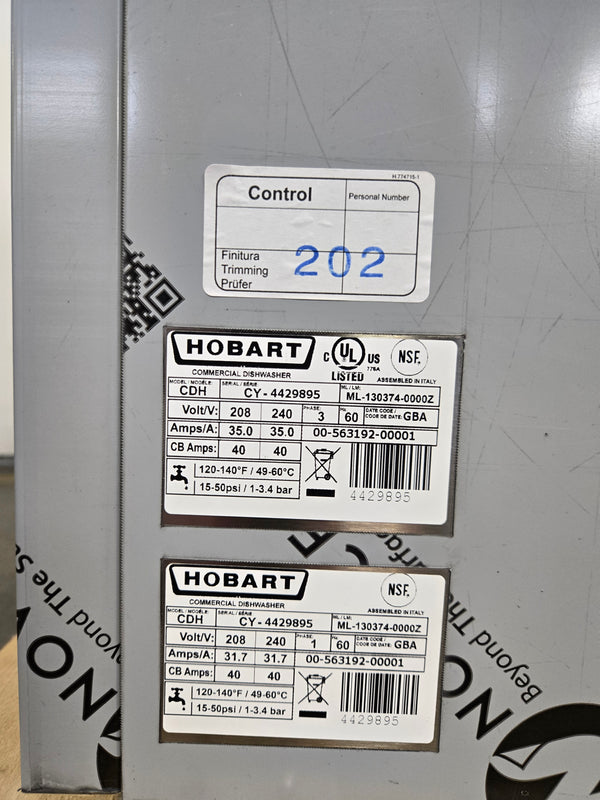 H.774715-1
Control
Personal Number
Finitura
Trimming
Prüfer
202
HOBART
C UL US
LISTED
776A
NSF.
COMMERCIAL DISHWASHER
ASSEMBLED IN ITALY
MODEL / MODÈLE: CDH
SERIAL / SÉRIE: CY - 4429895
ML / LM: ML-130374-0000Z
Volt/V: 208 240 PHASE: 3 Hz 60 DATE CODE / CODE DE DATE: GBA
Amps/A: 35.0 35.0 00-563192-00001
CB Amps: 40 40
120-140°F / 49-60°C
15-50psi / 1-3.4 bar
4429895
HOBART
NSF.
COMMERCIAL DISHWASHER
ASSEMBLED IN ITALY
MODEL / MODÈLE: CDH
SERIAL / SÉRIE: CY - 4429895
ML / LM: ML-130374-0000Z
Volt/V: 208 240 PHASE: 1 Hz 60 DATE CODE / CODE DE DATE: GBA
Amps/A: 31.7 31.7 00-563192-00001
CB Amps: 40 40
120-140°F / 49-60°C
15-50psi / 1-3.4 bar
4429895
Beyond The
NO
Beyond The
NO